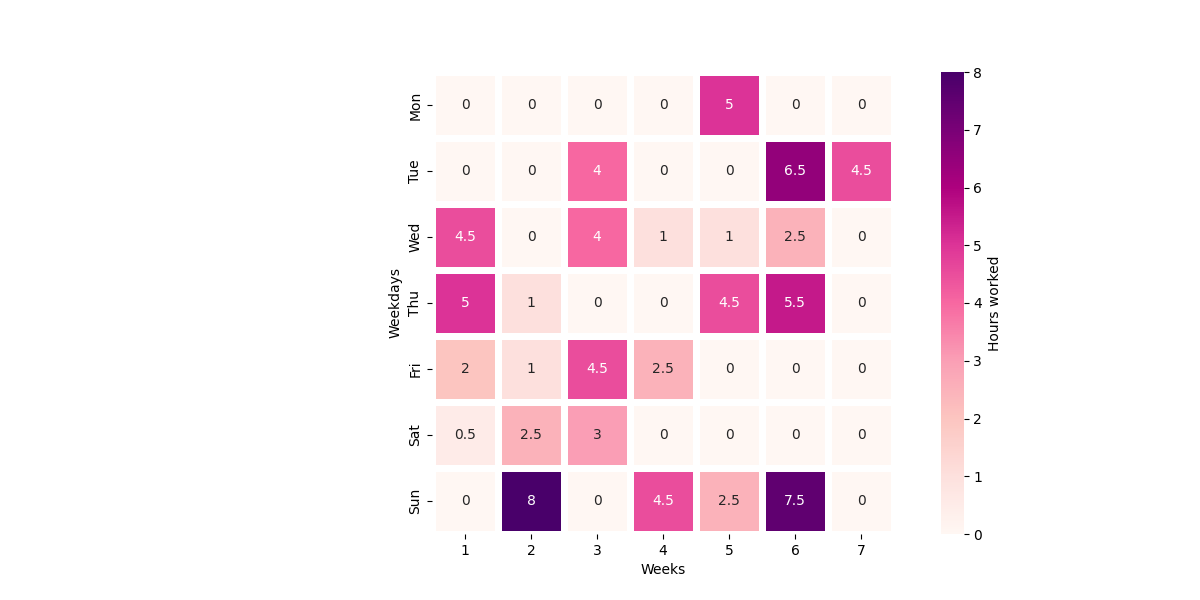 Weekdays
Mon 0 0 0 0 5 0 0
Tue 0 0 4 0 0 6.5 4.5
Wed 4.5 0 4 1 1 2.5 0
Thu 5 1 0 0 4.5 5.5 0
Fri 2 1 4.5 2.5 0 0 0
Sat 0.5 2.5 3 0 0 0 0
Sun 0 8 0 4.5 2.5 7.5 0
1 2 3 4 5 6 7
Weeks
8
7
6
5
4
3
2
1
0
Hours worked